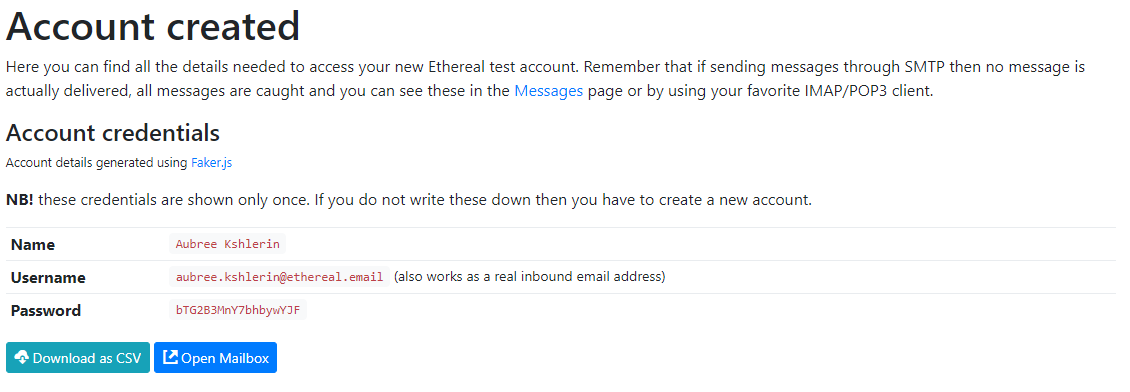 Account created
Here you can find all the details needed to access your new Ethereal test account. Remember that if sending messages through SMTP then no message is
actually delivered, all messages are caught and you can see these in the Messages page or by using your favorite IMAP/POP3 client.
Account credentials
Account details generated using Faker.js
NB! these credentials are shown only once. If you do not write these down then you have to create a new account.
Name Aubree Kshlerin
Username aubree.kshlerin@ethereal.email (also works as a real inbound email address)
Password bTG2B3MnY7bhbywYJF
Download as CSV Open Mailbox